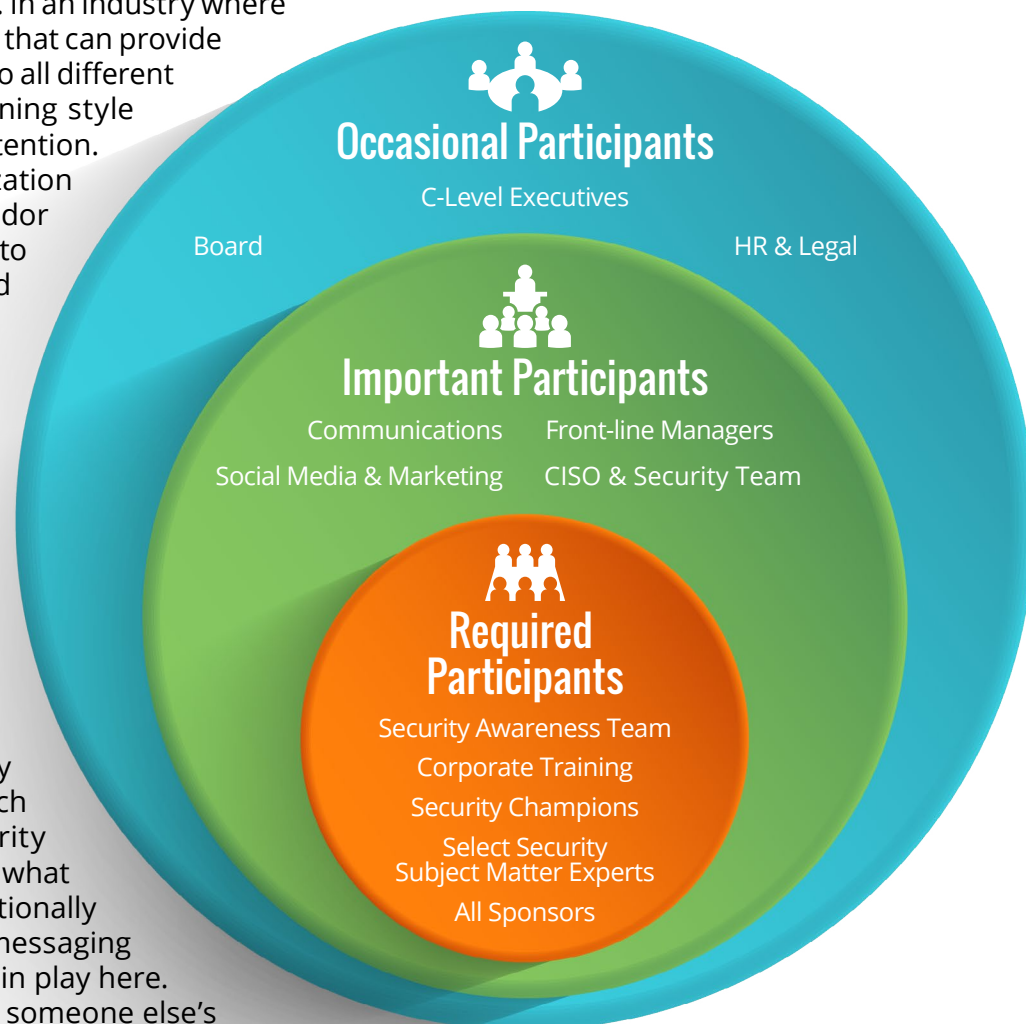 . In an industry where
that can provide
o all different
ning style
tention.
zation
dor
to
d
Occasional Participants
C-Level Executives
Board
HR & Legal
Important Participants
Communications
Front-line Managers
Social Media & Marketing
CISO & Security Team
Required
Participants
Security Awareness Team
Corporate Training
Security Champions
Select Security
Subject Matter Experts
All Sponsors
y
ch
rity
what
tionally
messaging
in play here.
someone else’s